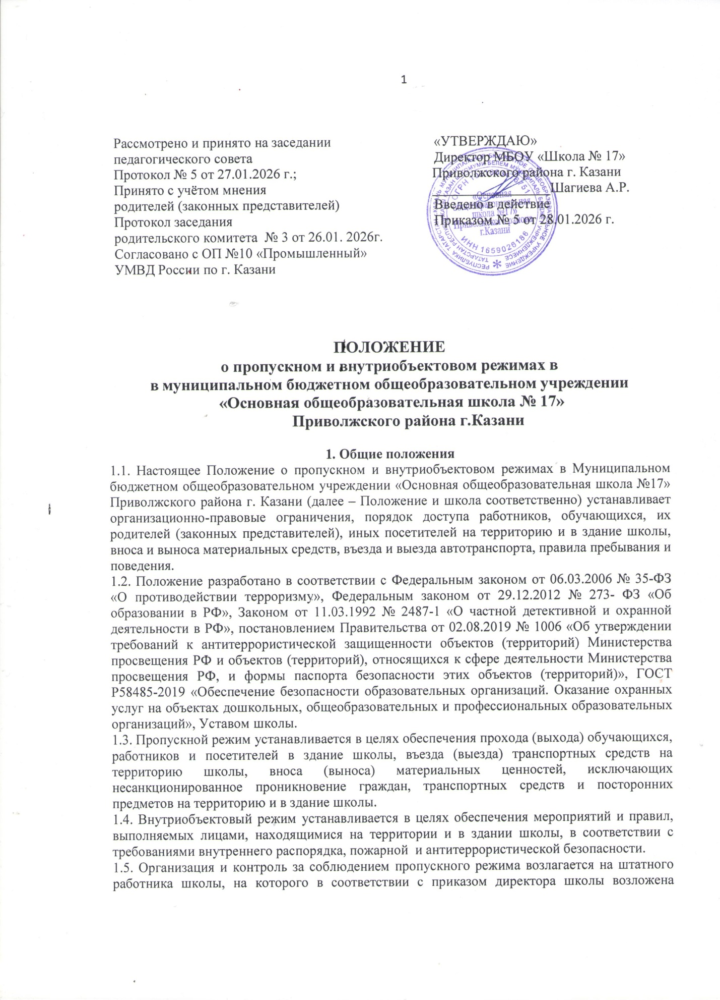 1
Рассмотрено и принято на заседании
педагогического совета
Протокол № 5 от 27.01.2026 г.;
Принято с учётом мнения
родителей (законных представителей)
Протокол заседания
родительского комитета № 3 от 26.01. 2026г.
Согласовано с ОП №10 «Промышленный»
УМВД России по г. Казани
«УТВЕРЖДАЮ»
Директор МБОУ «Школа № 17»
Приволжского района г. Казани
Шагиева А.Р.
Введено в действие
Приказом № 5 от 28.01.2026 г.
«Основная
общеобразовательная
школа №17»
Приволжского района
г.Казани
ИНН 1659026186
ПОЛОЖЕНИЕ
о пропускном и внутриобъектовом режимах в
в муниципальном бюджетном общеобразовательном учреждении
«Основная общеобразовательная школа № 17»
Приволжского района г.Казани
1. Общие положения
1.1. Настоящее Положение о пропускном и внутриобъектовом режимах в Муниципальном
бюджетном общеобразовательном учреждении «Основная общеобразовательная школа №17»
Приволжского района г. Казани (далее – Положение и школа соответственно) устанавливает
организационно-правовые ограничения, порядок доступа работников, обучающихся, их
родителей (законных представителей), иных посетителей на территорию и в здание школы,
вноса и выноса материальных средств, въезда и выезда автотранспорта, правила пребывания и
поведения.
1.2. Положение разработано в соответствии с Федеральным законом от 06.03.2006 № 35-ФЗ
«О противодействии терроризму», Федеральным законом от 29.12.2012 № 273- ФЗ «Об
образовании в РФ», Законом от 11.03.1992 № 2487-1 «О частной детективной и охранной
деятельности в РФ», постановлением Правительства от 02.08.2019 № 1006 «Об утверждении
требований к антитеррористической защищенности объектов (территорий) Министерства
просвещения РФ и объектов (территорий), относящихся к сфере деятельности Министерства
просвещения РФ, и формы паспорта безопасности этих объектов (территорий)», ГОСТ
Р58485-2019 «Обеспечение безопасности образовательных организаций. Оказание охранных
услуг на объектах дошкольных, общеобразовательных и профессиональных образовательных
организаций», Уставом школы.
1.3. Пропускной режим устанавливается в целях обеспечения прохода (выхода) обучающихся,
работников и посетителей в здание школы, въезда (выезда) транспортных средств на
территорию школы, вноса (выноса) материальных ценностей, исключающих
несанкционированное проникновение граждан, транспортных средств и посторонних
предметов на территорию и в здание школы.
1.4. Внутриобъектовый режим устанавливается в целях обеспечения мероприятий и правил,
выполняемых лицами, находящимися на территории и в здании школы, в соответствии с
требованиями внутреннего распорядка, пожарной и антитеррористической безопасности.
1.5. Организация и контроль за соблюдением пропускного режима возлагается на штатного
работника школы, на которого в соответствии с приказом директора школы возложена